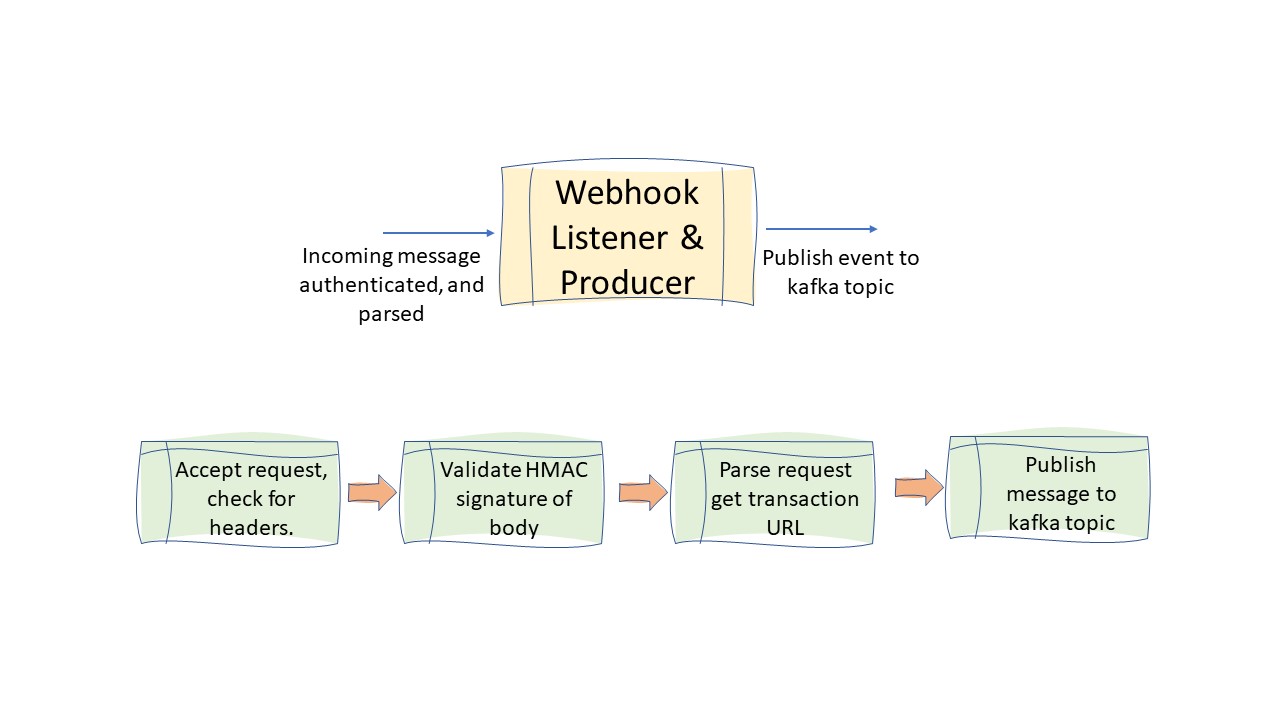 Webhook
Listener &
Producer
Incoming message
authenticated, and
parsed
Publish event to
kafka topic
Accept request,
check for
headers.
Validate HMAC
signature of
body
Parse request
get transaction
URL
Publish
message to
kafka topic